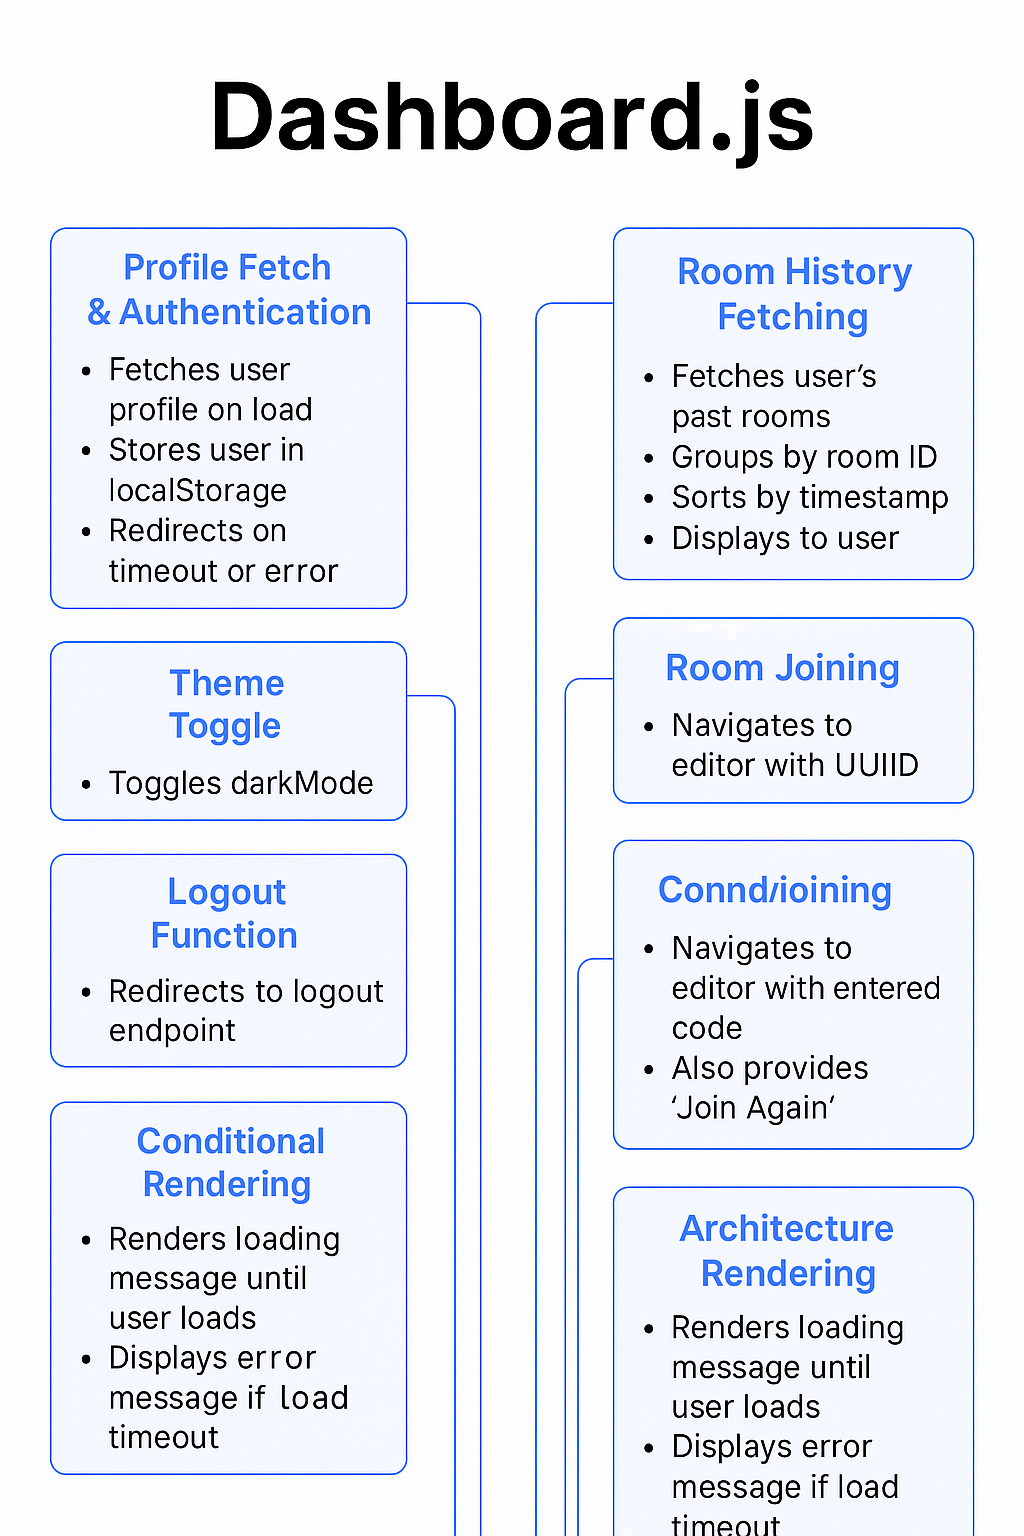 Dashboard.js
Profile Fetch
& Authentication
• Fetches user
profile on load
• Stores user in
localStorage
• Redirects on
timeout or error
Theme
Toggle
• Toggles darkMode
Logout
Function
• Redirects to logout
endpoint
Conditional
Rendering
• Renders loading
message until
user loads
• Displays error
message if load
timeout
Room History
Fetching
• Fetches user’s
past rooms
• Groups by room ID
• Sorts by timestamp
• Displays to user
Room Joining
• Navigates to
editor with UUIID
Connd/ioining
• Navigates to
editor with entered
code
• Also provides
‘Join Again’
Architecture
Rendering
• Renders loading
message until
user loads
• Displays error
message if load
timeout